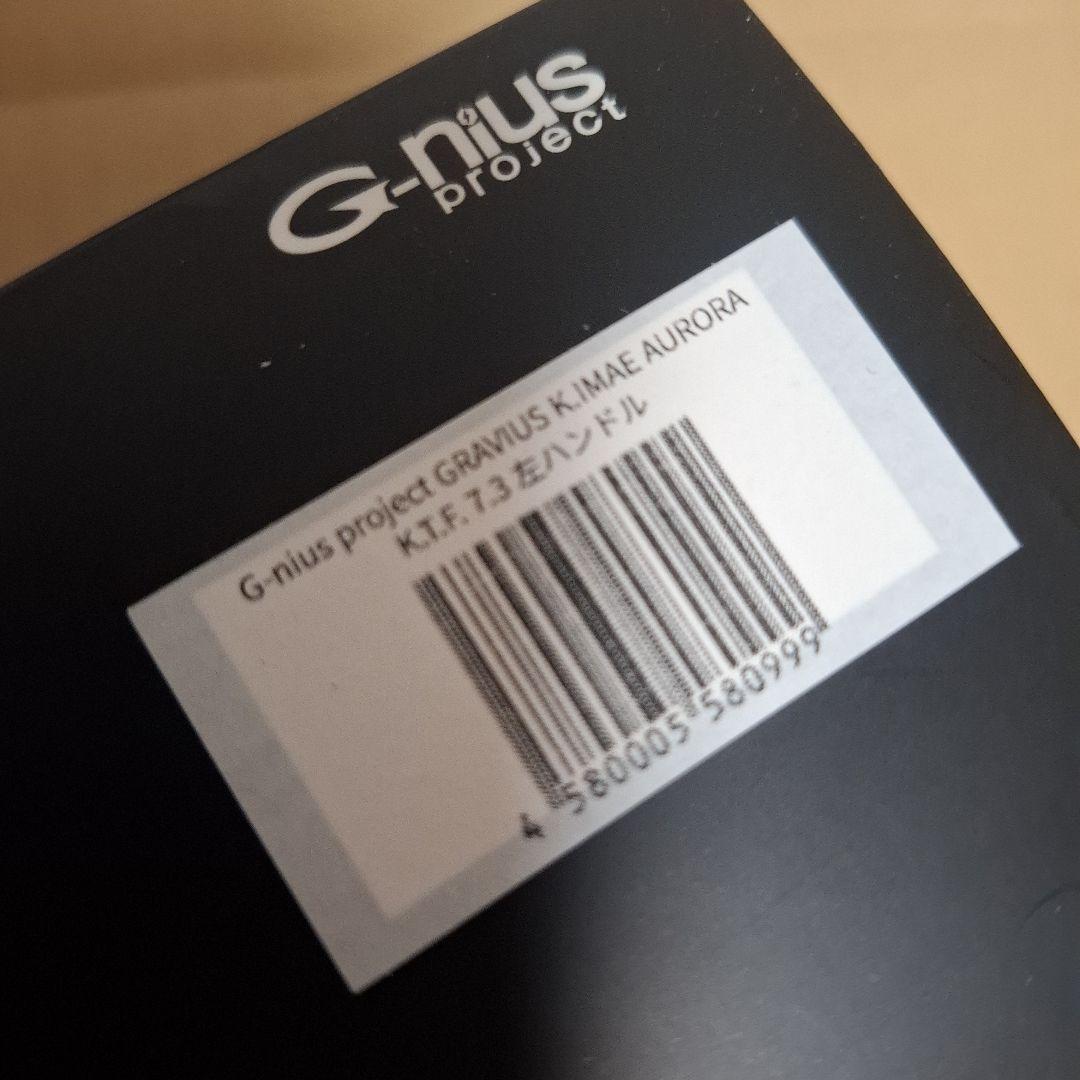 G-nius
project
G-nius project GRAVIUS K.IMAE AURORA
K.T.F. 7.3 左ハンドル
4 580005 580999